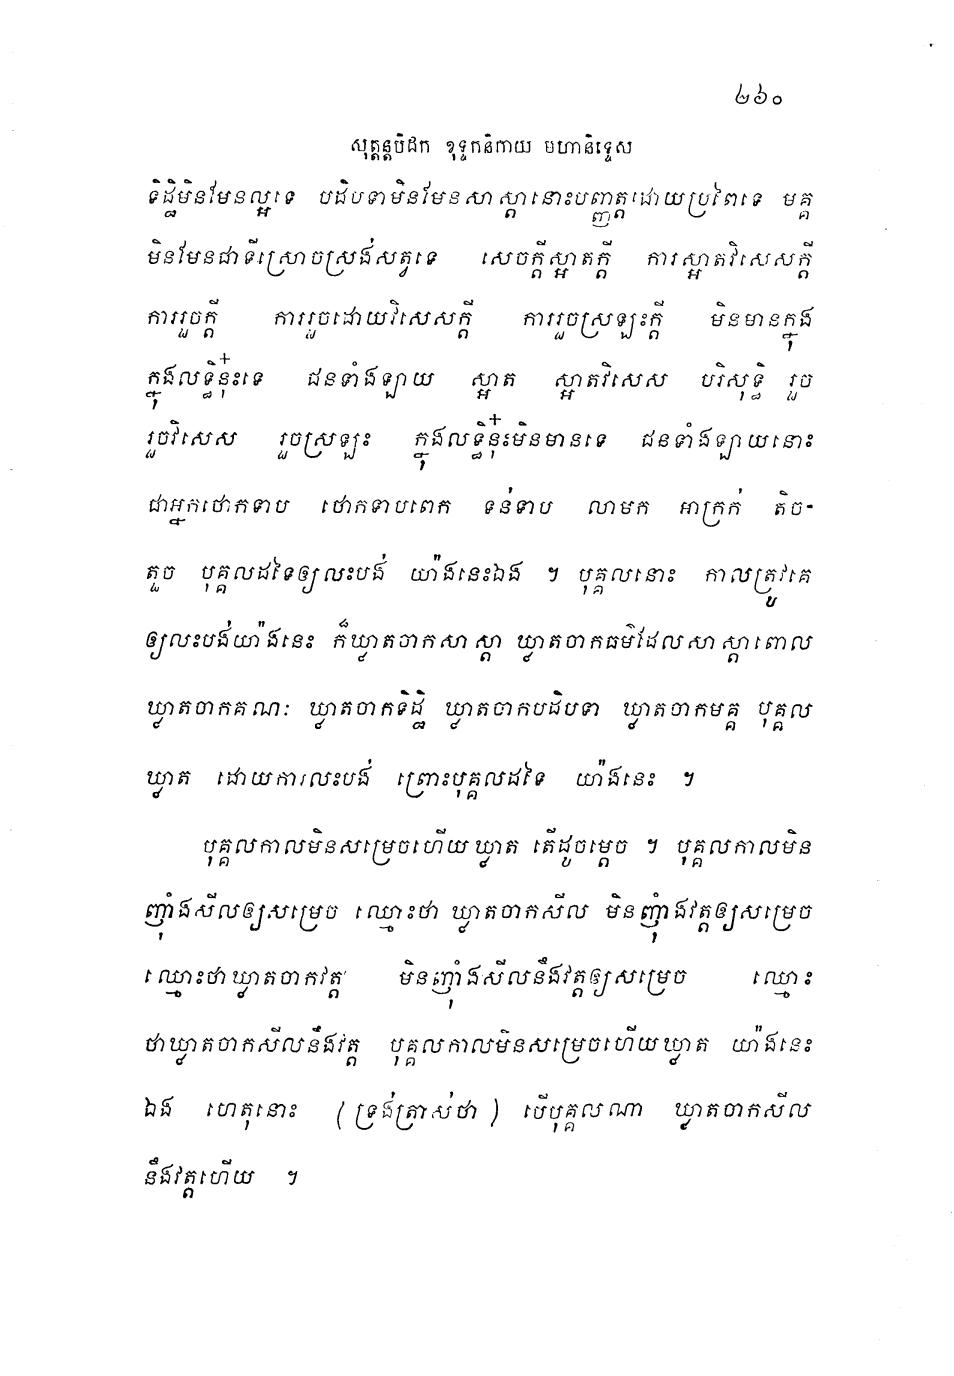 ២៦០
សុត្តន្តបិដក ខុទ្ទកនិកាយ មហានិទ្ទេស
ទិដ្ឋិមិនមែនល្អទេ បដិបទាមិនមែនសាស្តានោះបញ្ញត្តដោយប្រពៃទេ មគ្គ
មិនមែនជាទីស្រោចស្រង់សត្វទេ សេចក្តីស្អាតក្តី ការស្អាតវិសេសក្តី
ការរួចក្តី ការរួចដោយវិសេសក្តី ការរួចស្រឡះក្តី មិនមានក្នុង
ក្នុងលទ្ធិនុ៎ះទេ ជនទាំងឡាយ ស្អាត ស្អាតវិសេស បរិសុទ្ធិ រួច
រួចវិសេស រួចស្រឡះ ក្នុងលទ្ធិនុ៎ះមិនមានទេ ជនទាំងឡាយនោះ
ជាអ្នកថោកទាប ថោកទាបពេក ទន់ទាប លាមក អាក្រក់ តិច-
តួច បុគ្គលដទៃឲ្យលះបង់ យ៉ាងនេះឯង ។ បុគ្គលនោះ កាលត្រូវគេ
ឲ្យលះបង់យ៉ាងនេះ ក៏ឃ្លាតចាកសាស្តា ឃ្លាតចាកធម៌ដែលសាស្តាពោល
ឃ្លាតចាកគណៈ ឃ្លាតចាកទិដ្ឋិ ឃ្លាតចាកបដិបទា ឃ្លាតចាកមគ្គ បុគ្គល
ឃ្លាត ដោយការលះបង់ ព្រោះបុគ្គលដទៃ យ៉ាងនេះ ។
បុគ្គលកាលមិនសម្រេចហើយឃ្លាត តើដូចម្តេច ។ បុគ្គលកាលមិន
ញុំាងសីលឲ្យសម្រេច ឈ្មោះថា ឃ្លាតចាកសីល មិនញុំាងវត្តឲ្យសម្រេច
ឈ្មោះថាឃ្លាតចាកវត្ត មិនញុំាងសីលនឹងវត្តឲ្យសម្រេច ឈ្មោះ
ថាឃ្លាតចាកសីលនឹងវត្ត បុគ្គលកាលមិនសម្រេចហើយឃ្លាត យ៉ាងនេះ
ឯង ហេតុនោះ (ទ្រង់ត្រាស់ថា) បើបុគ្គលណា ឃ្លាតចាកសីល
នឹងវត្តហើយ ។